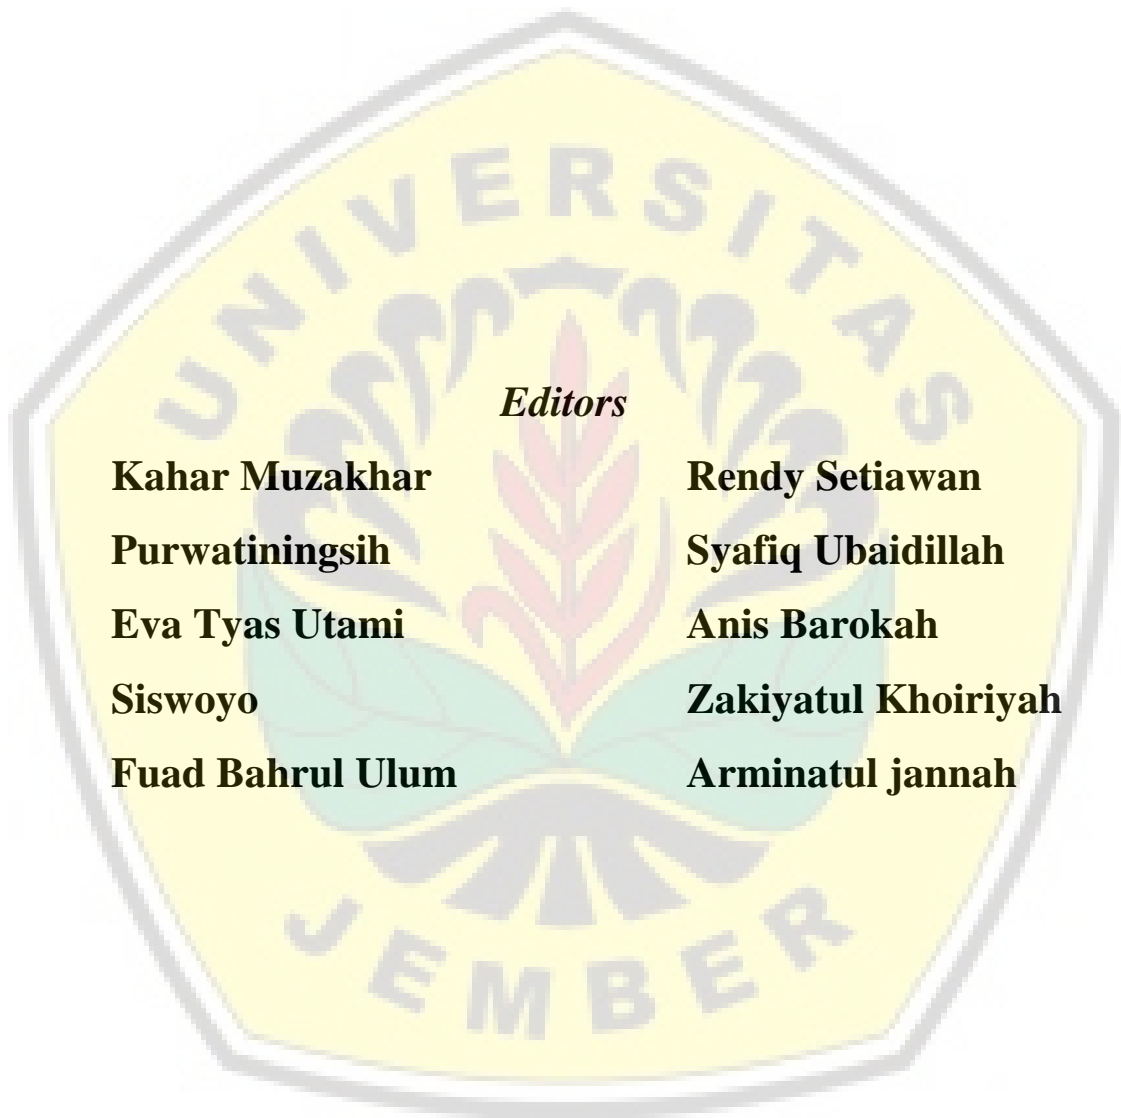 UNIVERSITAS
Editors
Kahar Muzakhar
Purwatiningsih
Eva Tyas Utami
Siswoyo
Fuad Bahrul Ulum
Rendy Setiawan
Syafiq Ubaidillah
Anis Barokah
Zakiyatul Khoiriyah
Arminatul jannah
JEMBER